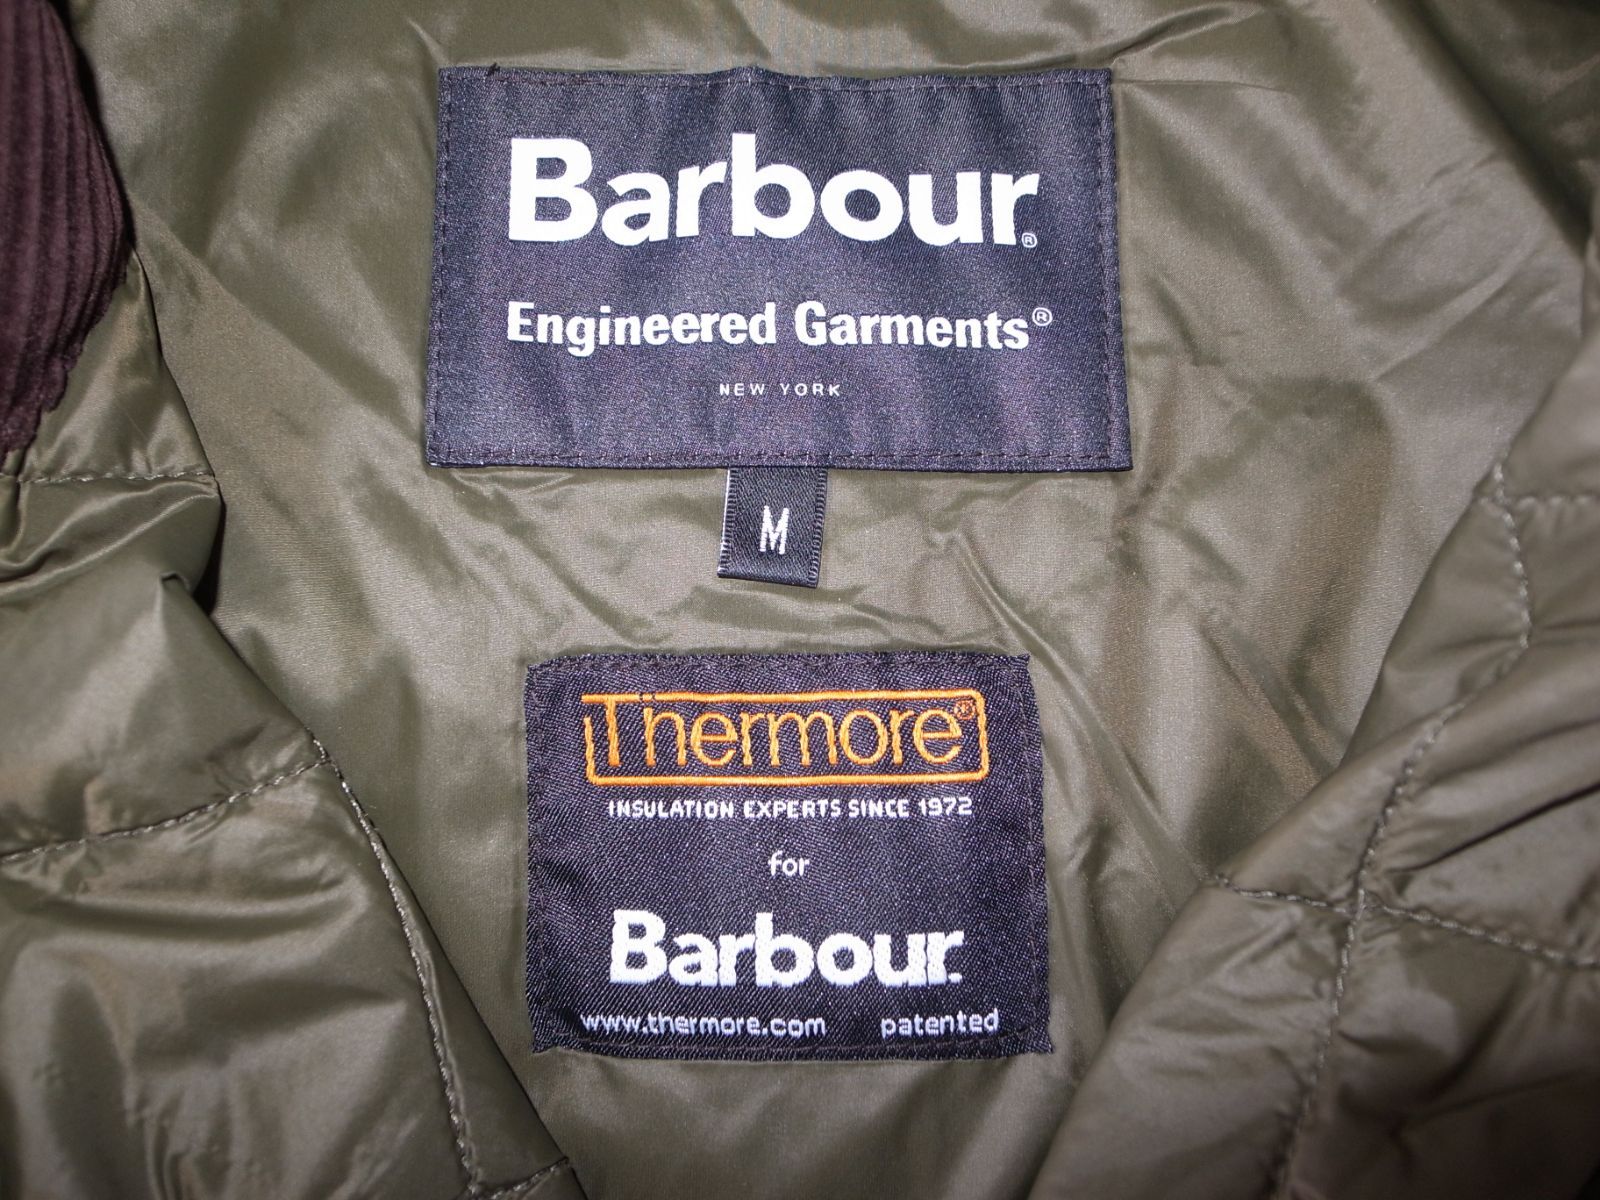 Barbour®
Engineered Garments®
NEW YORK
M
Thermore®
INSULATION EXPERTS SINCE 1972
for
Barbour.
www.thermore.com patented